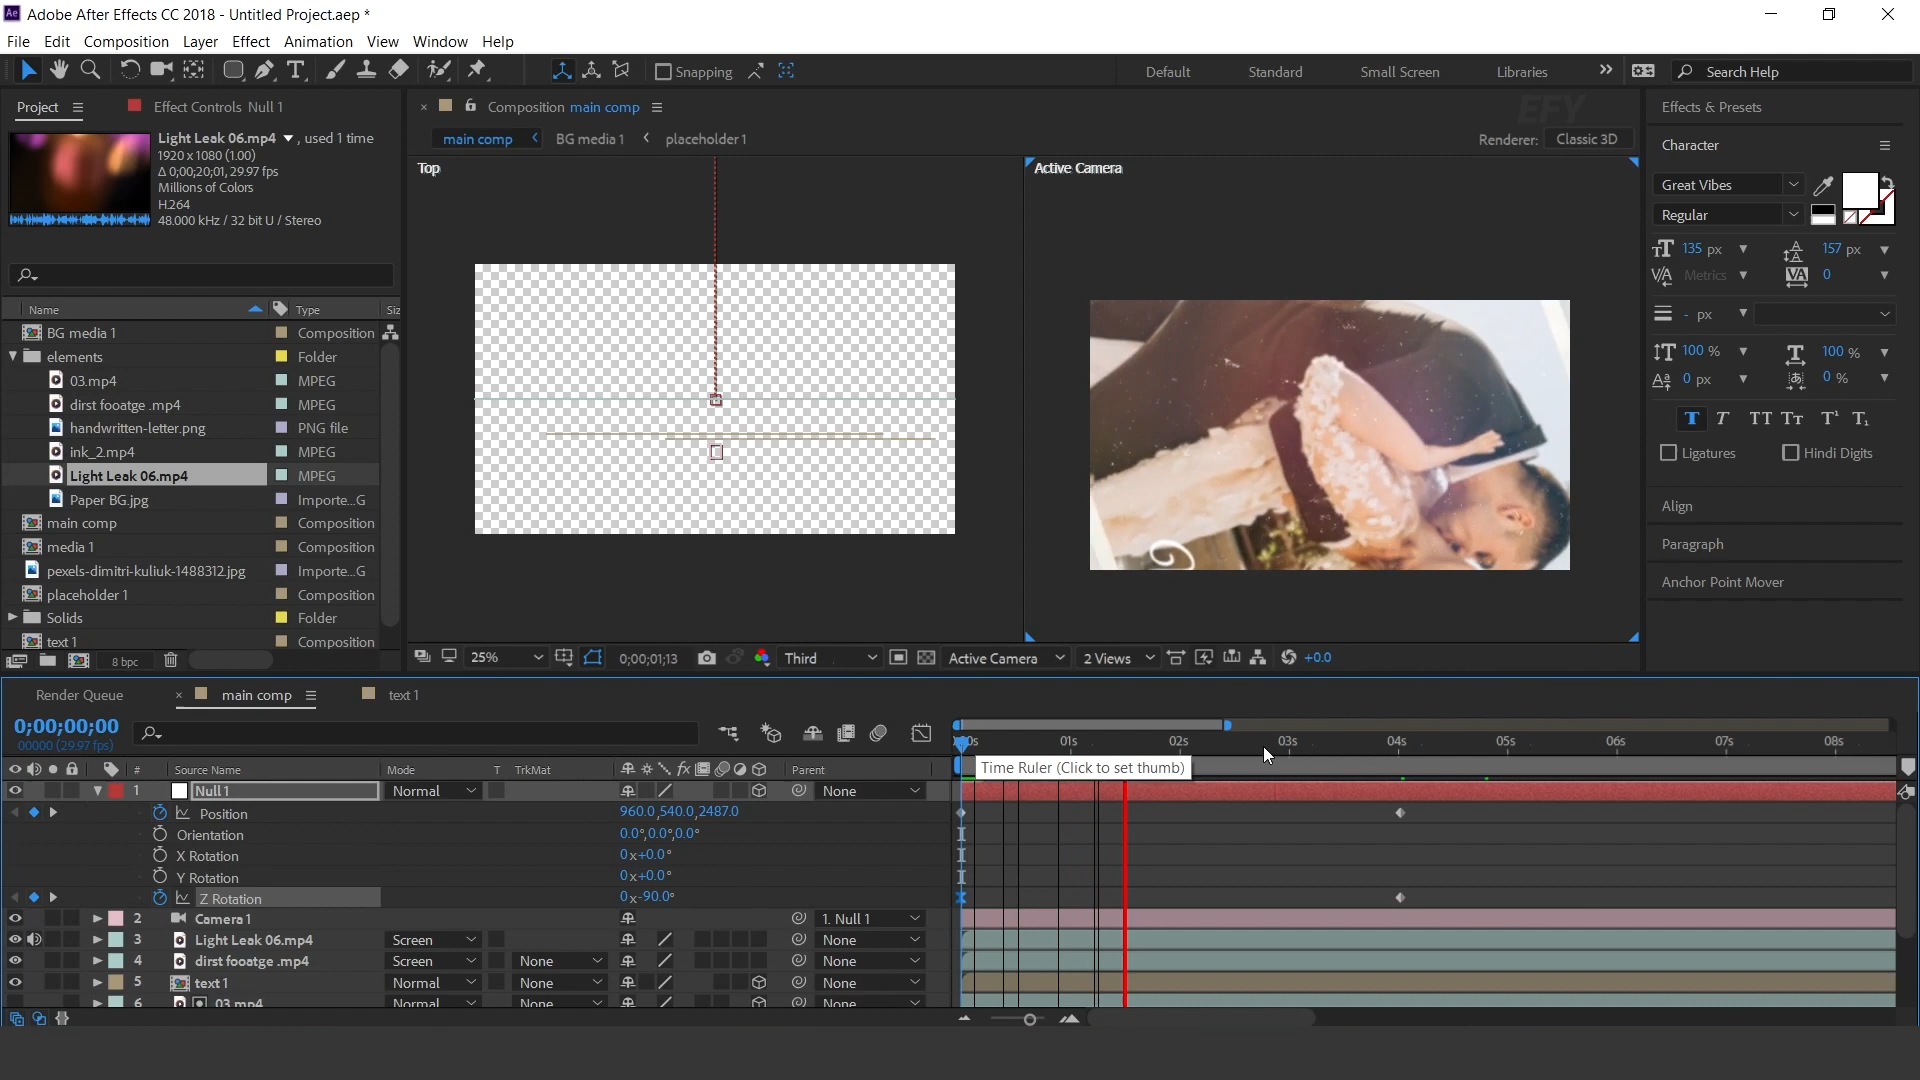 Adobe After Effects CC 2018 - Untitled Project.aep *
File Edit Composition Layer Effect Animation View Window Help
Snapping
Default Standard Small Screen Libraries Search Help
Project Effect Controls Null 1
Composition main comp
EFY
Effects & Presets
main comp BG media 1 placeholder 1
Renderer: Classic 3D
Light Leak 06.mp4 , used 1 time
1920 x 1080 (1.00)
Δ 0;00;20;01, 29.97 fps
Millions of Colors
H.264
48.000 kHz / 32 bit U / Stereo
Top
Active Camera
Character
Great Vibes
Regular
135 px 157 px
Metrics 0
- px
100 % 100 %
0 px 0 %
T T TT Tt T¹ T₁
Ligatures Hindi Digits
Align
Paragraph
Anchor Point Mover
Name Type Siz
BG media 1 Composition
elements Folder
03.mp4 MPEG
dirst fooatge .mp4 MPEG
handwritten-letter.png PNG file
ink_2.mp4 MPEG
Light Leak 06.mp4 MPEG
Paper BG.jpg Importe...G
main comp Composition
media 1 Composition
pexels-dimitri-kuliuk-1488312.jpg Importe...G
placeholder 1 Composition
Solids Folder
text 1 Composition
8 bpc
25% 0;00;01;13 Third Active Camera 2 Views +0.0
Render Queue main comp text 1
0;00;00;00
00000 (29.97 fps)
01s 02s 03s 04s 05s 06s 07s 08s
Time Ruler (Click to set thumb)
# Source Name Mode T TrkMat Parent
1 Null 1 Normal None
Position 960.0,540.0,2487.0
Orientation 0.0°,0.0°,0.0°
X Rotation 0x+0.0°
Y Rotation 0x+0.0°
Z Rotation 0x-90.0°
2 Camera 1 1. Null 1
3 Light Leak 06.mp4 Screen None
4 dirst fooatge .mp4 Screen None None
5 text 1 Normal None None
6 03.mp4 Normal None None